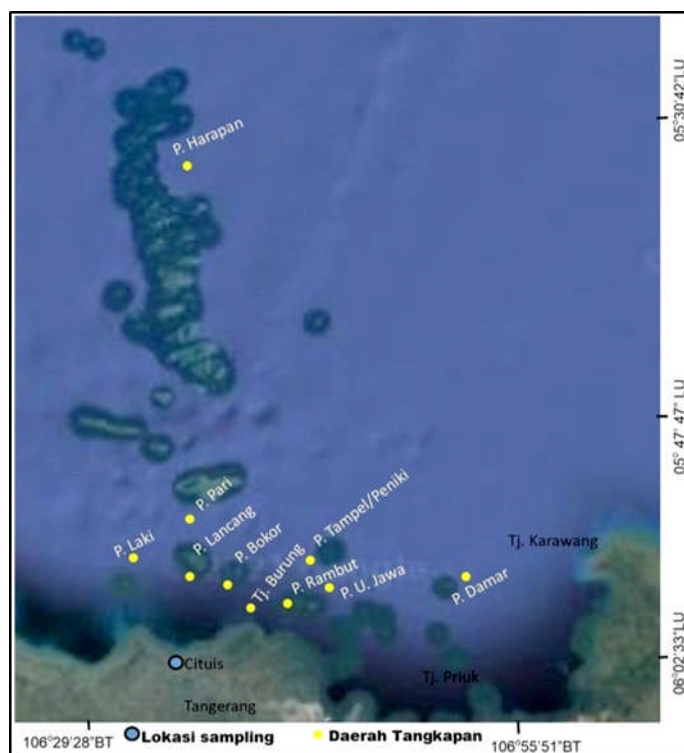 05°30'42"LU
P. Harapan
05° 47' 47" LU
P. Pari
P. Tampel/Peniki
P. Laki
P. Lancang
P. Bokor
Tj. Karawang
Tj. Burung
P. Rambut
P. U. Jawa
P. Damar
06°02'33"LU
Cituis
Tj. Priuk
Tangerang
106°29'28"BT
Lokasi sampling
Daerah Tangkapan
106°55'51"BT